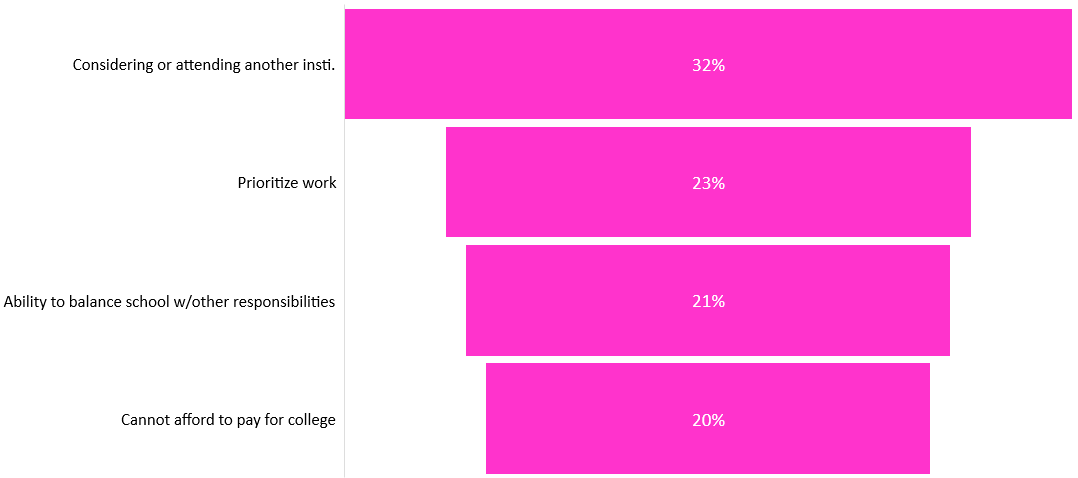 Considering or attending another insti.
32%
Prioritize work
23%
Ability to balance school w/other responsibilities
21%
Cannot afford to pay for college
20%